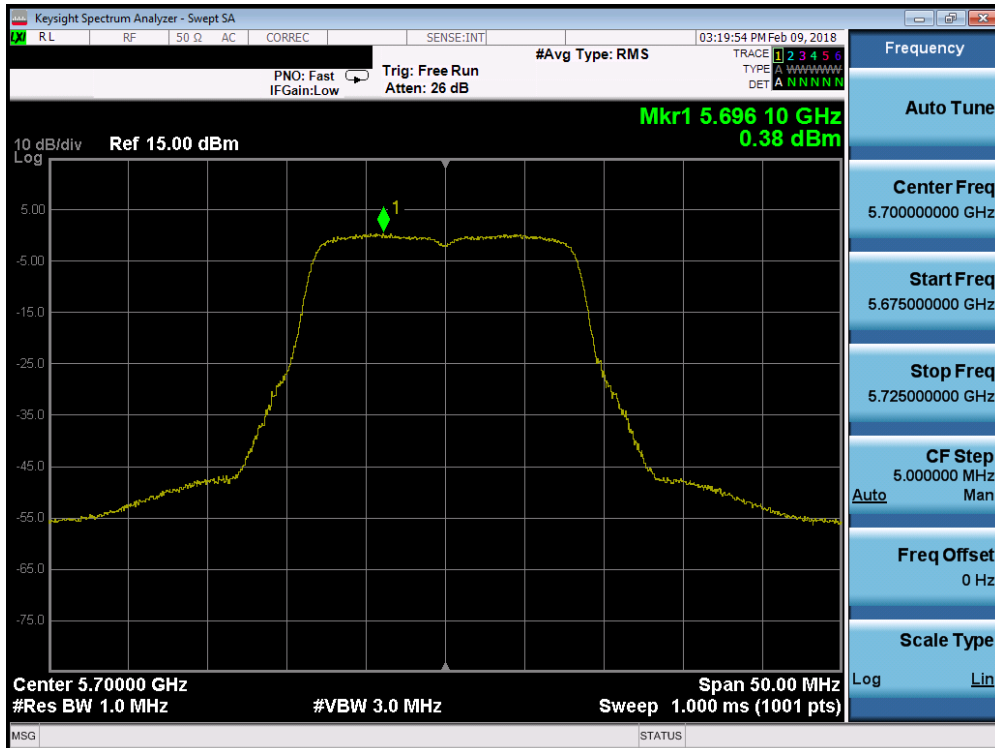 Keysight Spectrum Analyzer - Swept SA
LXI RL RF 50 Ω AC CORREC SENSE:INT 03:19:54 PM Feb 09, 2018
#Avg Type: RMS TRACE 1 2 3 4 5 6
PNO: Fast Trig: Free Run TYPE A WWWWW
IFGain:Low Atten: 26 dB DET A N N N N N
Mkr1 5.696 10 GHz
0.38 dBm
10 dB/div Ref 15.00 dBm
Log
1
5.00
-5.00
-15.0
-25.0
-35.0
-45.0
-55.0
-65.0
-75.0
Center 5.70000 GHz Span 50.00 MHz
#Res BW 1.0 MHz #VBW 3.0 MHz Sweep 1.000 ms (1001 pts)
MSG STATUS
Frequency
Auto Tune
Center Freq
5.700000000 GHz
Start Freq
5.675000000 GHz
Stop Freq
5.725000000 GHz
CF Step
5.000000 MHz
Auto Man
Freq Offset
0 Hz
Scale Type
Log Lin